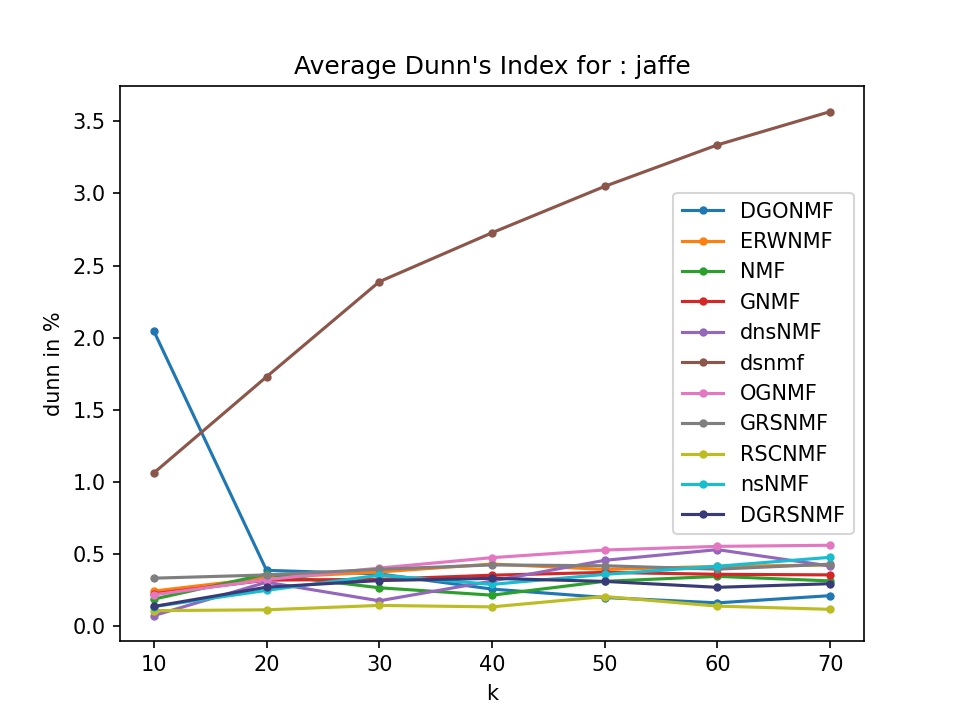 Average Dunn's Index for : jaffe
dunn in %
3.5
3.0
2.5
2.0
1.5
1.0
0.5
0.0
DGONMF
ERWNMF
NMF
GNMF
dnsNMF
dsnmf
OGNMF
GRSNMF
RSCNMF
nsNMF
DGRSNMF
10 20 30 40 50 60 70
k